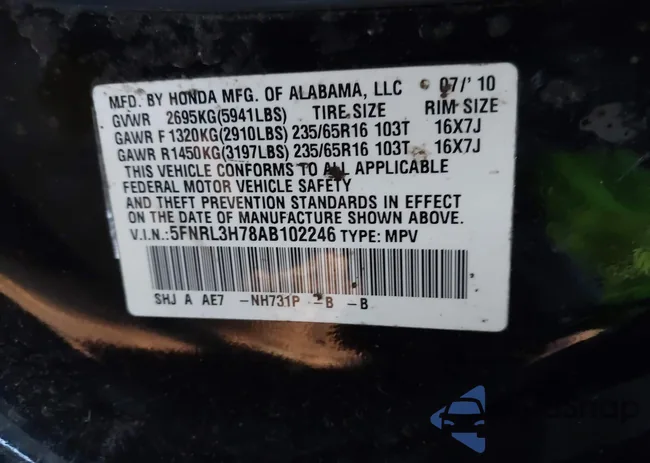 MFD. BY HONDA MFG. OF ALABAMA, LLC 07/'10
GVWR 2695KG(5941LBS) TIRE SIZE RIM SIZE
GAWR F 1320KG(2910LBS) 235/65R16 103T 16X7J
GAWR R1450KG(3197LBS) 235/65R16 103T 16X7J
THIS VEHICLE CONFORMS TO ALL APPLICABLE
FEDERAL MOTOR VEHICLE SAFETY
AND THEFT PREVENTION STANDARDS IN EFFECT
ON THE DATE OF MANUFACTURE SHOWN ABOVE.
V.I.N.:5FNRL3H78AB102246 TYPE: MPV
SHJ A AE7 -NH731P -B -B